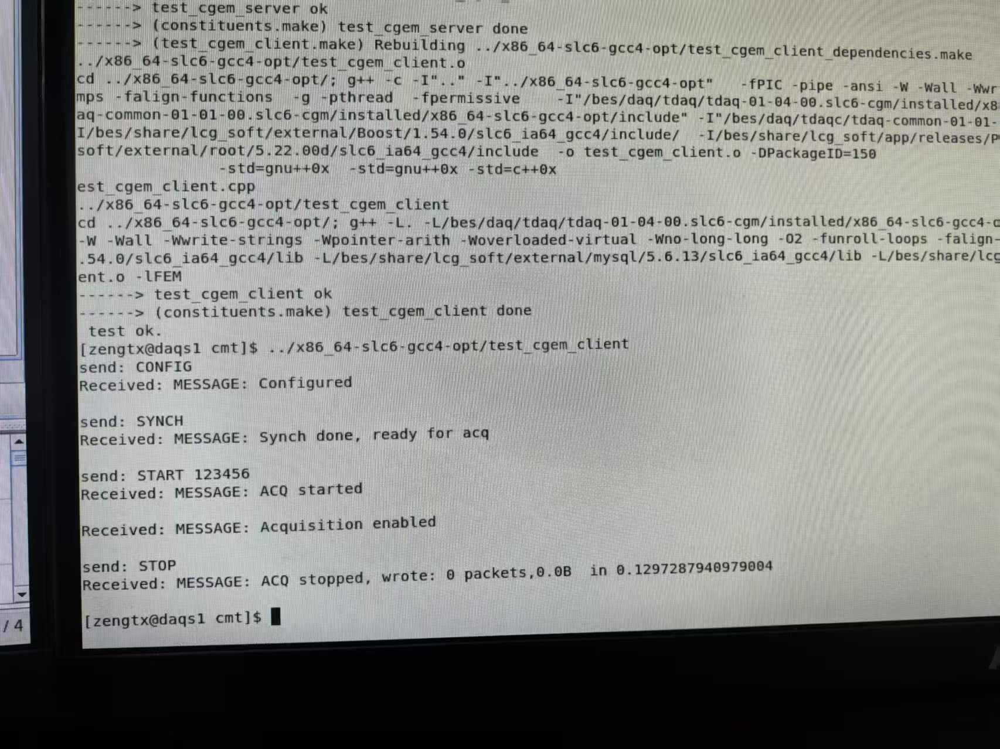 ------> test_cgem_server ok
------> (constituents.make) test_cgem_server done
------> (test_cgem_client.make) Rebuilding ../x86_64-slc6-gcc4-opt/test_cgem_client_dependencies.make
../x86_64-slc6-gcc4-opt/test_cgem_client.o
cd ../x86_64-slc6-gcc4-opt/; g++ -c -I".." -I"../x86_64-slc6-gcc4-opt" -fPIC -pipe -ansi -W -Wall -Wwr
mps -falign-functions -g -pthread -fpermissive -I"/bes/daq/tdaq/tdaq-01-04-00.slc6-cgm/installed/x8
aq-common-01-01-00.slc6-cgm/installed/x86_64-slc6-gcc4-opt/include" -I"/bes/daq/tdaqc/tdaq-common-01-01-
I/bes/share/lcg_soft/external/Boost/1.54.0/slc6_ia64_gcc4/include/ -I/bes/share/lcg_soft/app/releases/P
soft/external/root/5.22.00d/slc6_ia64_gcc4/include -o test_cgem_client.o -DPackageID=150
-std=gnu++0x -std=gnu++0x -std=c++0x
est_cgem_client.cpp
../x86_64-slc6-gcc4-opt/test_cgem_client
cd ../x86_64-slc6-gcc4-opt/; g++ -L. -L/bes/daq/tdaq/tdaq-01-04-00.slc6-cgm/installed/x86_64-slc6-gcc4-o
-W -Wall -Wwrite-strings -Wpointer-arith -Woverloaded-virtual -Wno-long-long -O2 -funroll-loops -falign-
.54.0/slc6_ia64_gcc4/lib -L/bes/share/lcg_soft/external/mysql/5.6.13/slc6_ia64_gcc4/lib -L/bes/share/lcg
ent.o -lFEM
------> test_cgem_client ok
------> (constituents.make) test_cgem_client done
test ok.
[zengtx@daqs1 cmt]$ ../x86_64-slc6-gcc4-opt/test_cgem_client
send: CONFIG
Received: MESSAGE: Configured
send: SYNCH
Received: MESSAGE: Synch done, ready for acq
send: START 123456
Received: MESSAGE: ACQ started
Received: MESSAGE: Acquisition enabled
send: STOP
Received: MESSAGE: ACQ stopped, wrote: 0 packets,0.0B in 0.1297287940979004
[zengtx@daqs1 cmt]$
/ 4